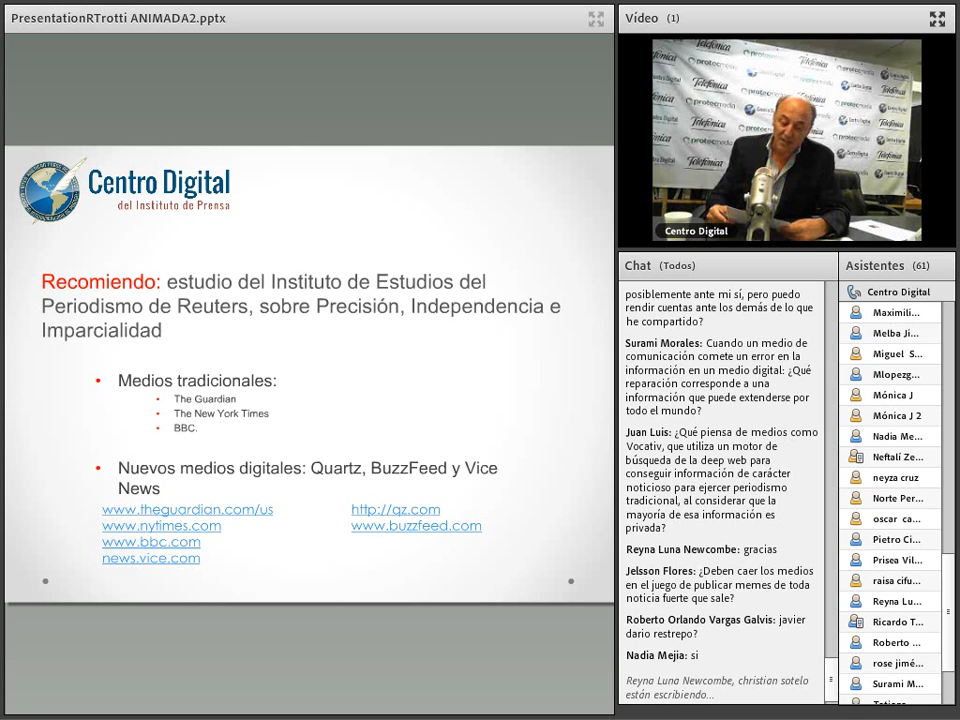 PresentationRTrotti ANIMADA2.pptx
Centro Digital
del Instituto de Prensa
Recomiendo: estudio del Instituto de Estudios del
Periodismo de Reuters, sobre Precisión, Independencia e
Imparcialidad
• Medios tradicionales:
• The Guardian
• The New York Times
• BBC.
• Nuevos medios digitales: Quartz, BuzzFeed y Vice
News
www.theguardian.com/us
www.nytimes.com
www.bbc.com
news.vice.com
http://qz.com
www.buzzfeed.com
Vídeo (1)
Telefónica
protecmedia
Centro Digital
Chat (Todos)
posiblemente ante mi sí, pero puedo
rendir cuentas ante los demás de lo que
he compartido?
Surami Morales: Cuando un medio de
comunicación comete un error en la
información en un medio digital: ¿Qué
reparación corresponde a una
información que puede extenderse por
todo el mundo?
Juan Luis: ¿Qué piensa de medios como
Vocativ, que utiliza un motor de
búsqueda de la deep web para
conseguir información de carácter
noticioso para ejercer periodismo
tradicional, al considerar que la
mayoría de esa información es
privada?
Reyna Luna Newcombe: gracias
Jelsson Flores: ¿Deben caer los medios
en el juego de publicar memes de toda
noticia fuerte que sale?
Roberto Orlando Vargas Galvis: javier
dario restrepo?
Nadia Mejia: si
Reyna Luna Newcombe, christian sotelo
están escribiendo...
Asistentes (61)
Centro Digital
Maximili...
Melba Ji...
Miguel S...
Mlopezg...
Mónica J
Mónica J 2
Nadia Me...
Neftalí Ze...
neyza cruz
Norte Per...
oscar ca...
Pietro Ci...
Prisea Vil...
raisa cifu...
Reyna Lu...
Ricardo T...
Roberto ...
rose jimé...
Surami M...